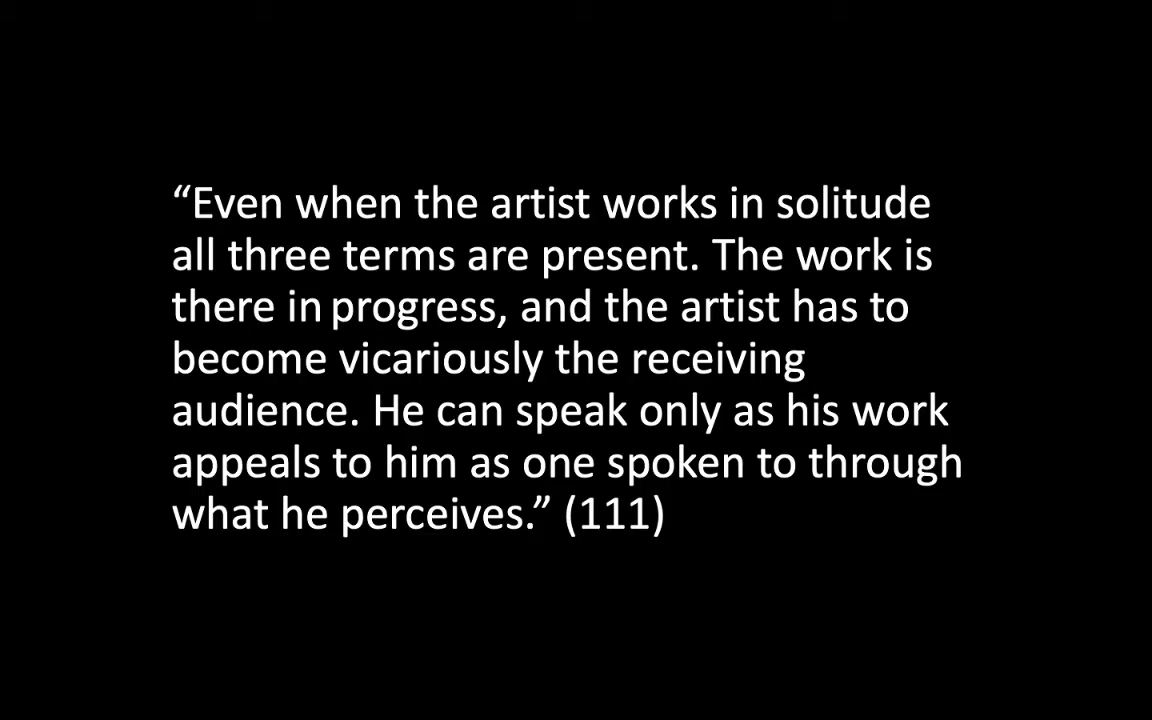 “Even when the artist works in solitude
all three terms are present. The work is
there in progress, and the artist has to
become vicariously the receiving
audience. He can speak only as his work
appeals to him as one spoken to through
what he perceives.” (111)